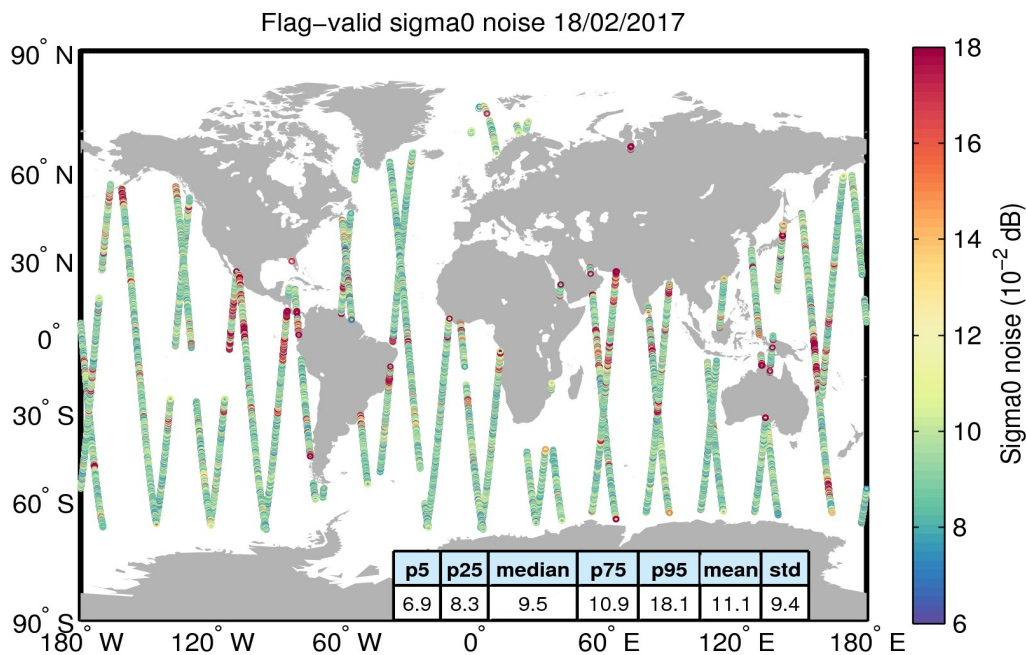 Flag−valid sigma0 noise 18/02/2017
90° N
60° N
30° N
0°
30° S
60° S
90° S
180° W 120° W 60° W 0° 60° E 120° E 180° E
p5 p25 median p75 p95 mean std
6.9 8.3 9.5 10.9 18.1 11.1 9.4
18
16
14
12
10
8
6
Sigma0 noise (10⁻² dB)